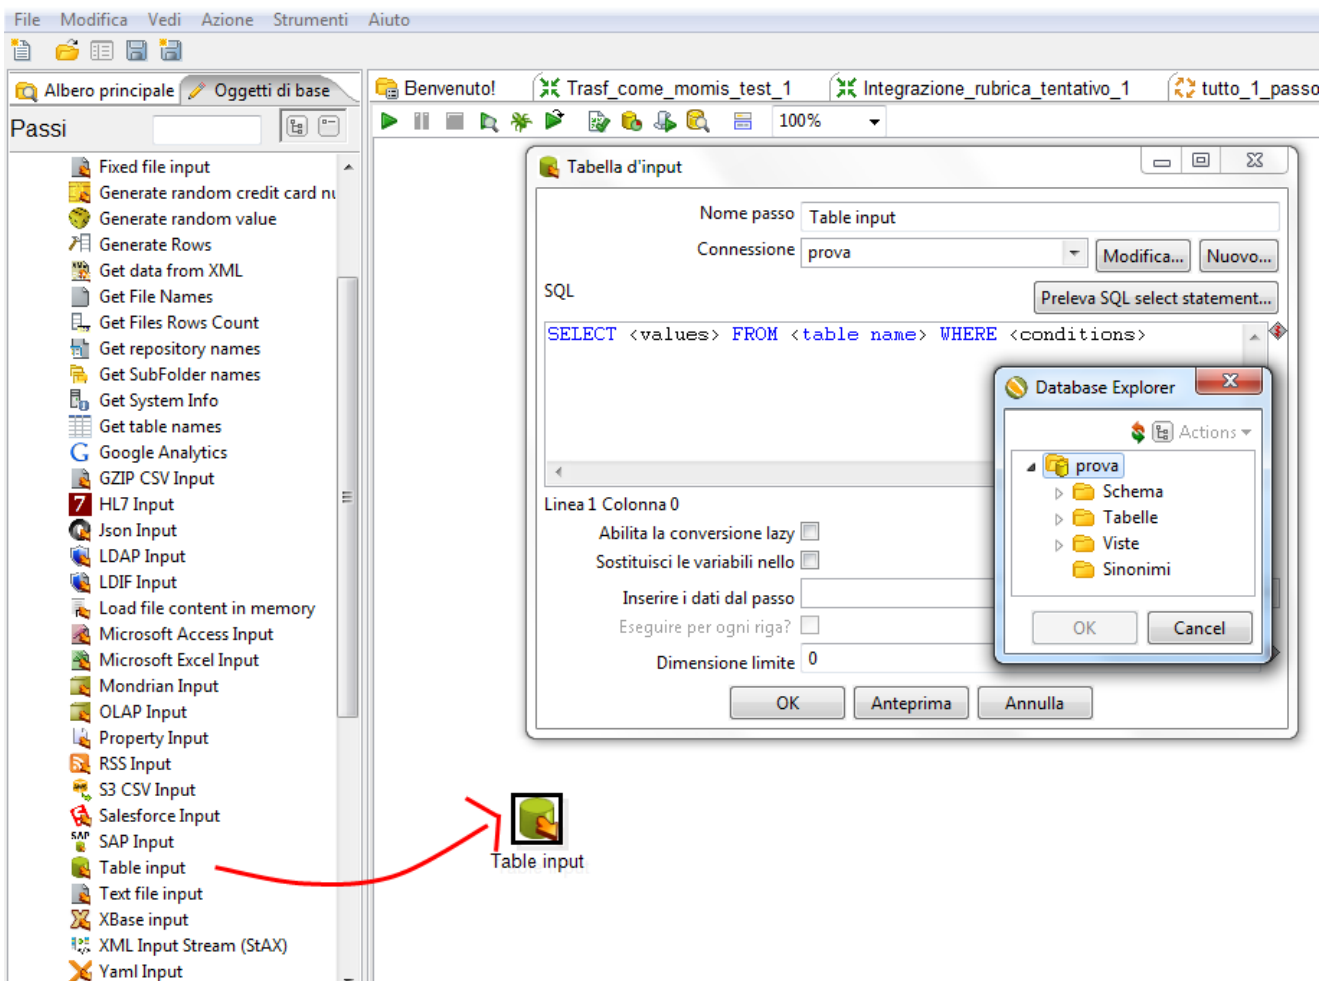 File Modifica Vedi Azione Strumenti Aiuto
Albero principale Oggetti di base
Benvenuto! Trasf_come_momis_test_1 Integrazione_rubrica_tentativo_1 tutto_1_passo
Passi
100%
Fixed file input
Generate random credit card nu
Generate random value
Generate Rows
Get data from XML
Get File Names
Get Files Rows Count
Get repository names
Get SubFolder names
Get System Info
Get table names
Google Analytics
GZIP CSV Input
HL7 Input
Json Input
LDAP Input
LDIF Input
Load file content in memory
Microsoft Access Input
Microsoft Excel Input
Mondrian Input
OLAP Input
Property Input
RSS Input
S3 CSV Input
Salesforce Input
SAP Input
Table input
Text file input
XBase input
XML Input Stream (StAX)
Yaml Input
Tabella d'input
Nome passo Table input
Connessione prova Modifica... Nuovo...
SQL Preleva SQL select statement...
SELECT <values> FROM <table name> WHERE <conditions>
Linea 1 Colonna 0
Abilita la conversione lazy
Sostituisci le variabili nello
Inserire i dati dal passo
Eseguire per ogni riga?
Dimensione limite 0
OK Anteprima Annulla
Database Explorer
Actions
prova
Schema
Tabelle
Viste
Sinonimi
OK Cancel
Table input